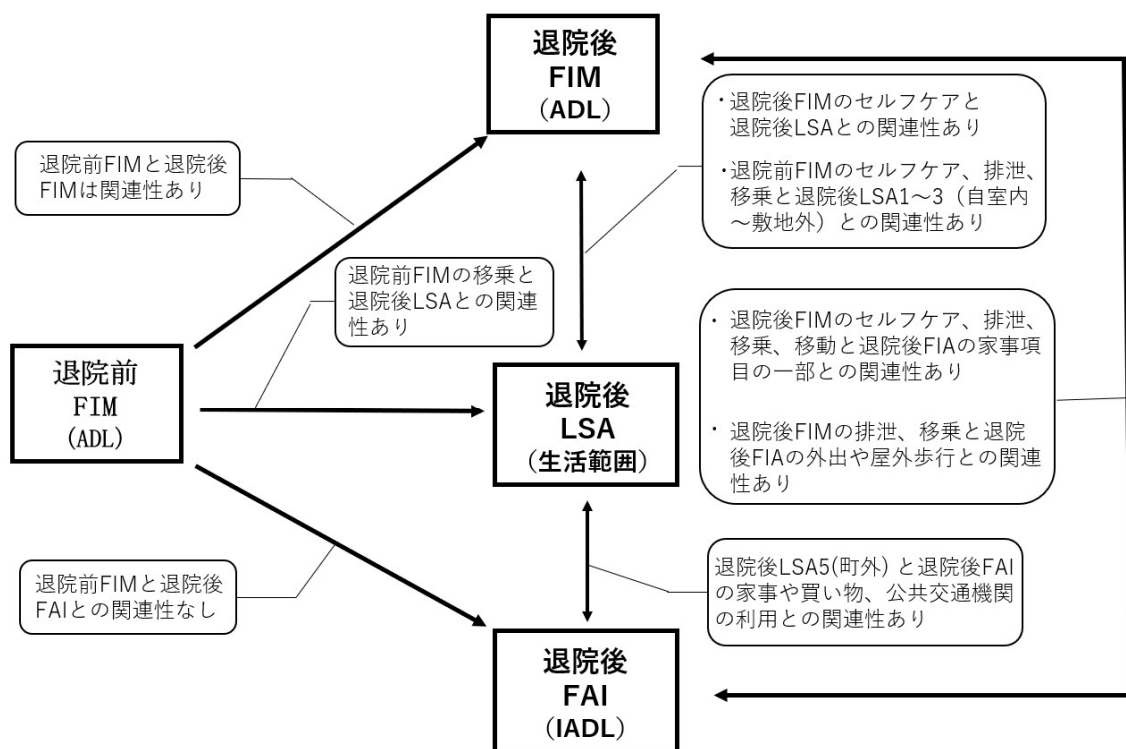 退院後
FIM
(ADL)
・退院後FIMのセルフケアと
退院後LSAとの関連性あり
・退院前FIMのセルフケア、排泄、
移乗と退院後LSA1～3（自室内
～敷地外）との関連性あり
退院前FIMと退院後
FIMは関連性あり
退院前FIMの移乗と
退院後LSAとの関連
性あり
退院前
FIM
(ADL)
退院後
LSA
（生活範囲）
・ 退院後FIMのセルフケア、排泄、
移乗、移動と退院後FIAの家事項
目の一部との関連性あり
・ 退院後FIMの排泄、移乗と退院
後FIAの外出や屋外歩行との関連
性あり
退院前FIMと退院後
FAIとの関連性なし
退院後LSA5(町外) と退院後FAI
の家事や買い物、公共交通機関
の利用との関連性あり
退院後
FAI
(IADL)